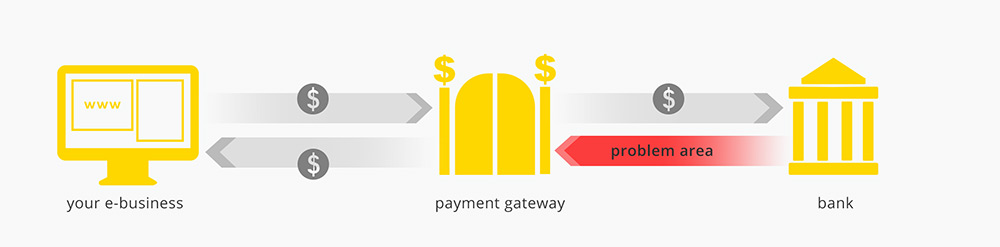 $ $
www $ $
$ problem area
your e-business payment gateway bank